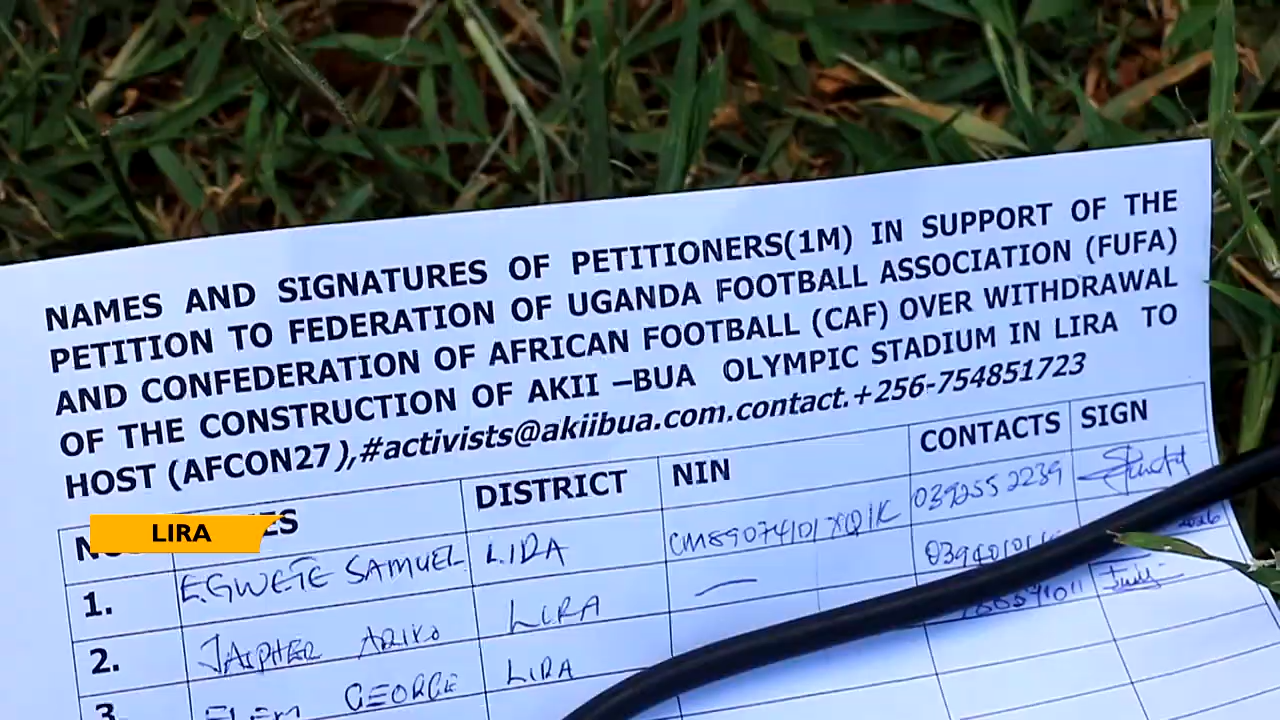 NAMES AND SIGNATURES OF PETITIONERS(1M) IN SUPPORT OF THE
PETITION TO FEDERATION OF UGANDA FOOTBALL ASSOCIATION (FUFA)
AND CONFEDERATION OF AFRICAN FOOTBALL (CAF) OVER WITHDRAWAL
OF THE CONSTRUCTION OF AKII –BUA OLYMPIC STADIUM IN LIRA TO
HOST (AFCON27),#activists@akiibua.com.contact.+256-754851723
DISTRICT NIN CONTACTS SIGN
LIRA
1. EGWETE SAMUEL LIRA 0392552239
2. LIRA
3. GEORGE LIRA